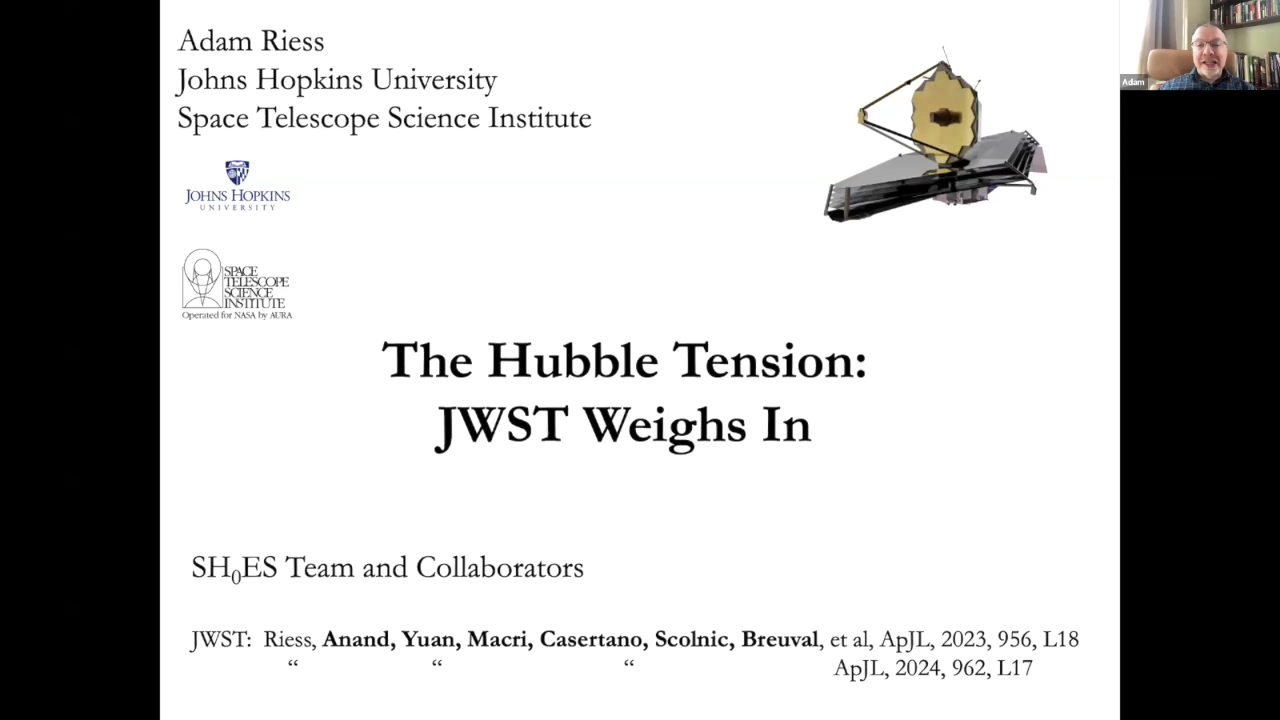 Adam Riess
Johns Hopkins University
Space Telescope Science Institute
Adam
JOHNS HOPKINS
UNIVERSITY
SPACE
TELESCOPE
SCIENCE
INSTITUTE
Operated for NASA by AURA
The Hubble Tension:
JWST Weighs In
SH₀ES Team and Collaborators
JWST: Riess, Anand, Yuan, Macri, Casertano, Scolnic, Breuval, et al, ApJL, 2023, 956, L18
“ “ “ ApJL, 2024, 962, L17